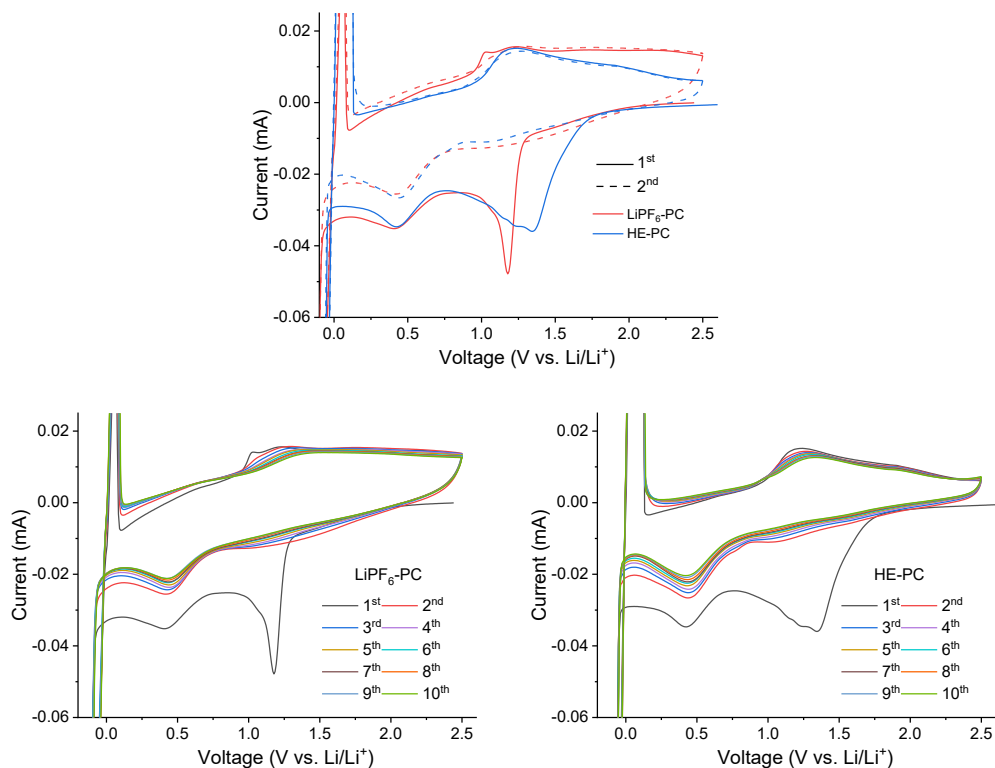 0.02
0.00
-0.02
-0.04
-0.06
Current (mA)
1st
2nd
LiPF6-PC
HE-PC
0.0 0.5 1.0 1.5 2.0 2.5
Voltage (V vs. Li/Li+)
0.02
0.00
-0.02
-0.04
-0.06
Current (mA)
LiPF6-PC
1st 2nd
3rd 4th
5th 6th
7th 8th
9th 10th
0.0 0.5 1.0 1.5 2.0 2.5
Voltage (V vs. Li/Li+)
0.02
0.00
-0.02
-0.04
-0.06
Current (mA)
HE-PC
1st 2nd
3rd 4th
5th 6th
7th 8th
9th 10th
0.0 0.5 1.0 1.5 2.0 2.5
Voltage (V vs. Li/Li+)